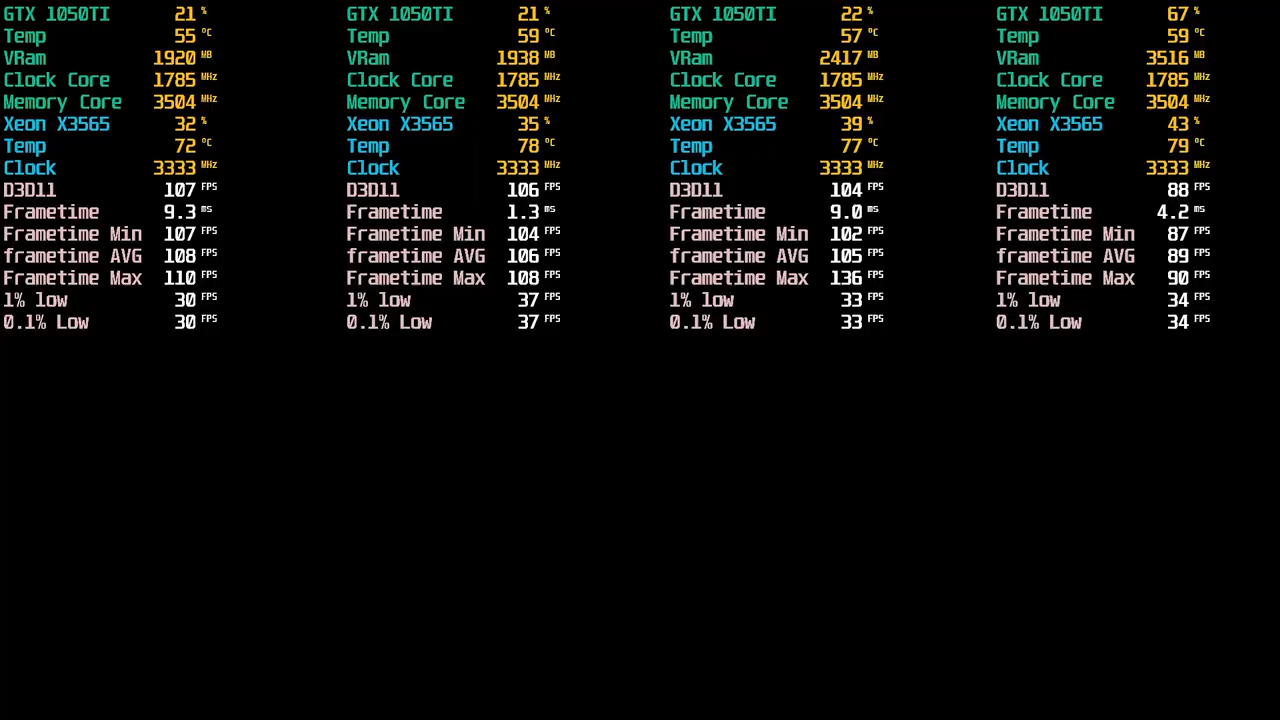 GTX 1050TI 21 % GTX 1050TI 21 % GTX 1050TI 22 % GTX 1050TI 67 %
Temp 55 °C Temp 59 °C Temp 57 °C Temp 59 °C
VRam 1920 MB VRam 1938 MB VRam 2417 MB VRam 3516 MB
Clock Core 1785 MHz Clock Core 1785 MHz Clock Core 1785 MHz Clock Core 1785 MHz
Memory Core 3504 MHz Memory Core 3504 MHz Memory Core 3504 MHz Memory Core 3504 MHz
Xeon X3565 32 % Xeon X3565 35 % Xeon X3565 39 % Xeon X3565 43 %
Temp 72 °C Temp 78 °C Temp 77 °C Temp 79 °C
Clock 3333 MHz Clock 3333 MHz Clock 3333 MHz Clock 3333 MHz
D3D11 107 FPS D3D11 106 FPS D3D11 104 FPS D3D11 88 FPS
Frametime 9.3 ms Frametime 1.3 ms Frametime 9.0 ms Frametime 4.2 ms
Frametime Min 107 FPS Frametime Min 104 FPS Frametime Min 102 FPS Frametime Min 87 FPS
frametime AVG 108 FPS frametime AVG 106 FPS frametime AVG 105 FPS frametime AVG 89 FPS
Frametime Max 110 FPS Frametime Max 108 FPS Frametime Max 136 FPS Frametime Max 90 FPS
1% low 30 FPS 1% low 37 FPS 1% low 33 FPS 1% low 34 FPS
0.1% Low 30 FPS 0.1% Low 37 FPS 0.1% Low 33 FPS 0.1% Low 34 FPS